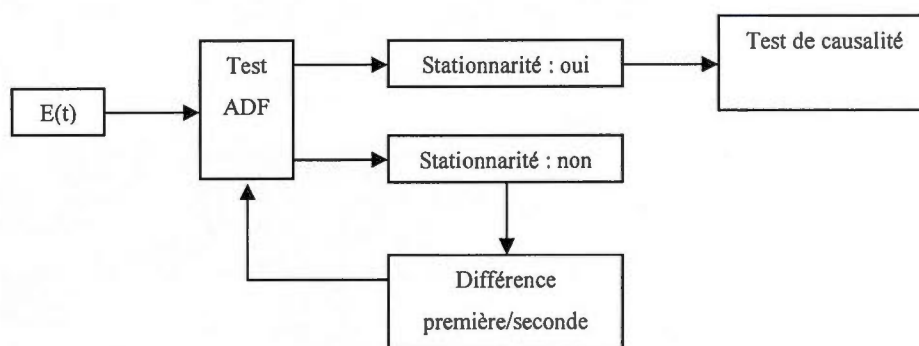 E(t)
Test
ADF
Stationnarité : oui
Test de causalité
Stationnarité : non
Différence
première/seconde